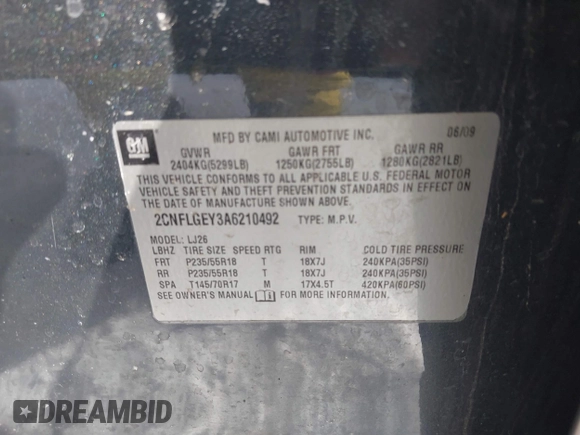 GM
MFD BY CAMI AUTOMOTIVE INC. 06/09
GVWR GAWR FRT GAWR RR
2404KG(5299LB) 1250KG(2755LB) 1280KG(2821LB)
THIS VEHICLE CONFORMS TO ALL APPLICABLE U.S. FEDERAL MOTOR
VEHICLE SAFETY AND THEFT PREVENTION STANDARDS IN EFFECT ON
THE DATE OF MANUFACTURE SHOWN ABOVE.
2CNFLGEY3A6210492 TYPE: M.P.V.
MODEL: LJ26
LBHZ TIRE SIZE SPEED RTG RIM COLD TIRE PRESSURE
FRT P235/55R18 T 18X7J 240KPA(35PSI)
RR P235/55R18 T 18X7J 240KPA(35PSI)
SPA T145/70R17 M 17X4.5T 420KPA(60PSI)
SEE OWNER'S MANUAL FOR MORE INFORMATION.
DREAMBID